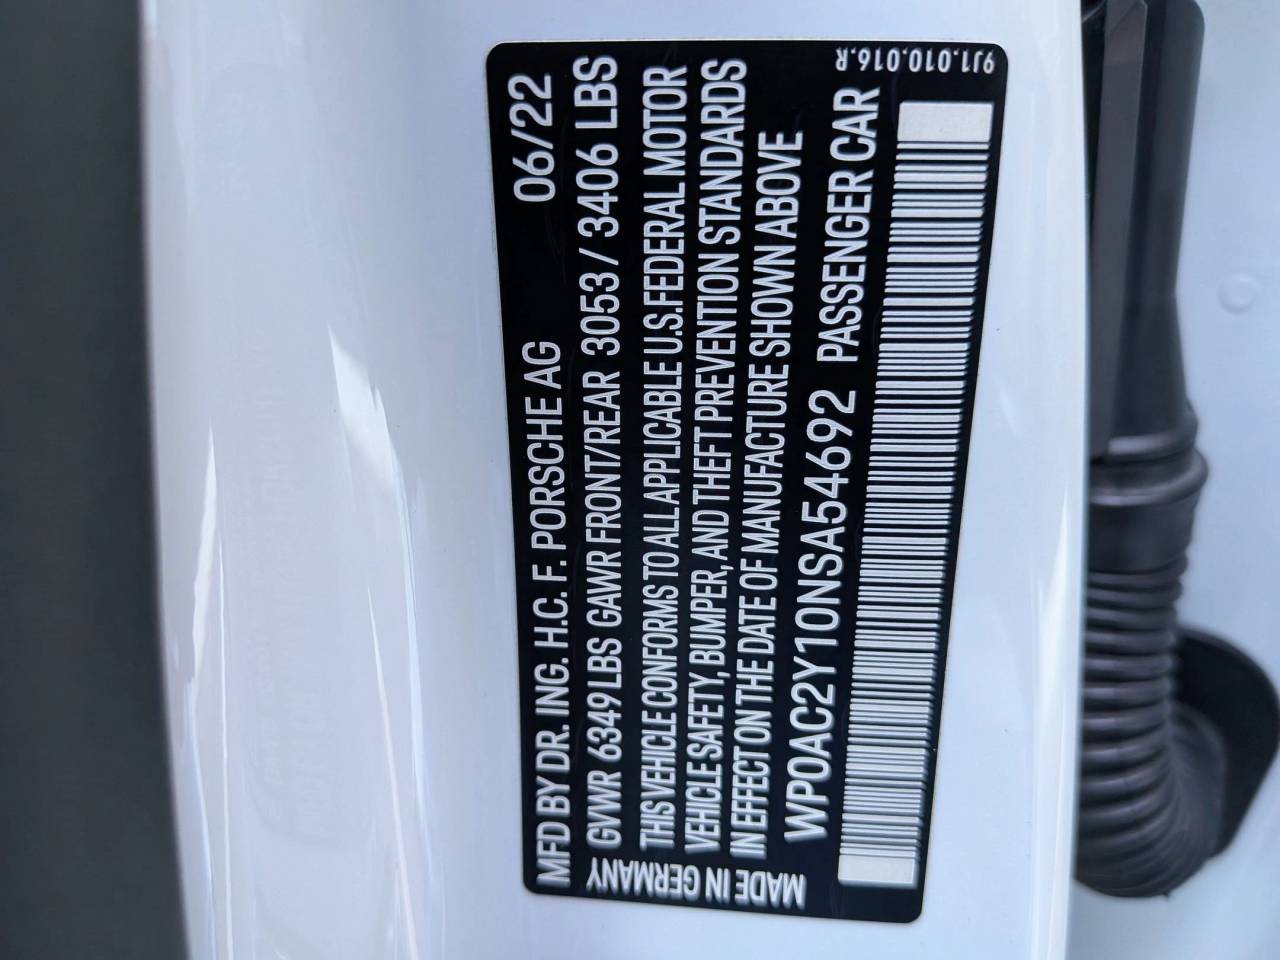 MFD BY DR. ING. H.C. F. PORSCHE AG 06/22
GVWR 6349 LBS GAWR FRONT/REAR 3053 / 3406 LBS
THIS VEHICLE CONFORMS TO ALL APPLICABLE U.S.FEDERAL MOTOR
VEHICLE SAFETY, BUMPER, AND THEFT PREVENTION STANDARDS
IN EFFECT ON THE DATE OF MANUFACTURE SHOWN ABOVE
WP0AC2Y10NSA54692 PASSENGER CAR
MADE IN GERMANY
9J1.010.016.R